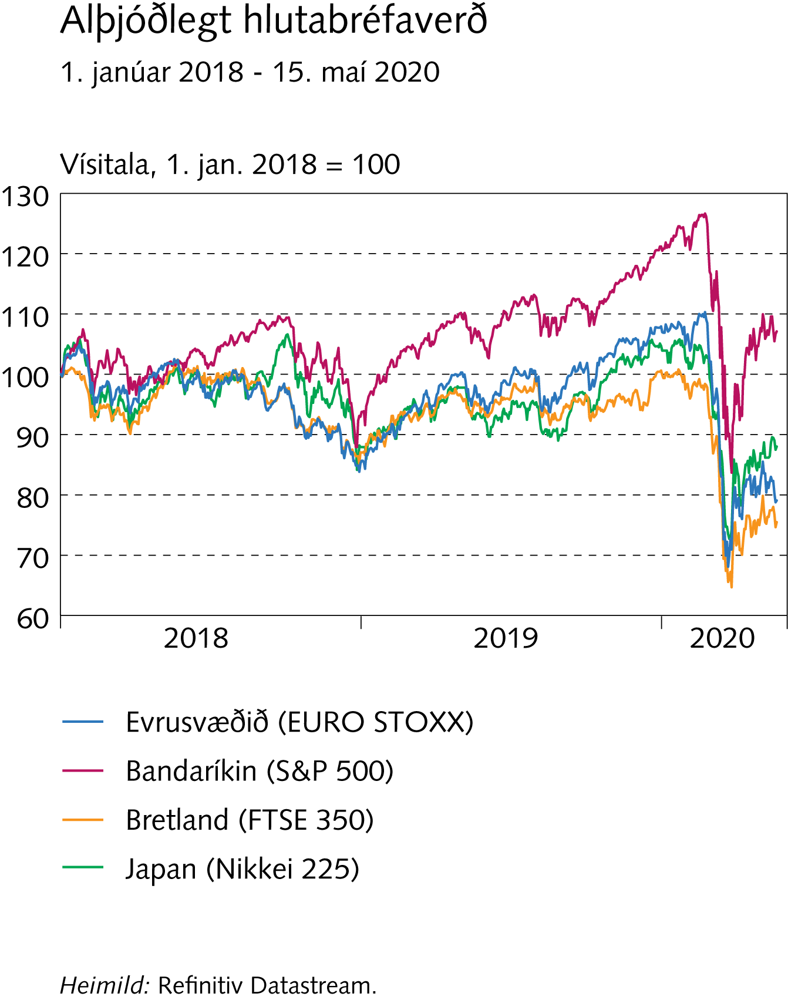 Alþjóðlegt hlutabréfaverð
1. janúar 2018 - 15. maí 2020
Vísitala, 1. jan. 2018 = 100
130
120
110
100
90
80
70
60
2018 2019 2020
Evrusvæðið (EURO STOXX)
Bandaríkin (S&P 500)
Bretland (FTSE 350)
Japan (Nikkei 225)
Heimild: Refinitiv Datastream.